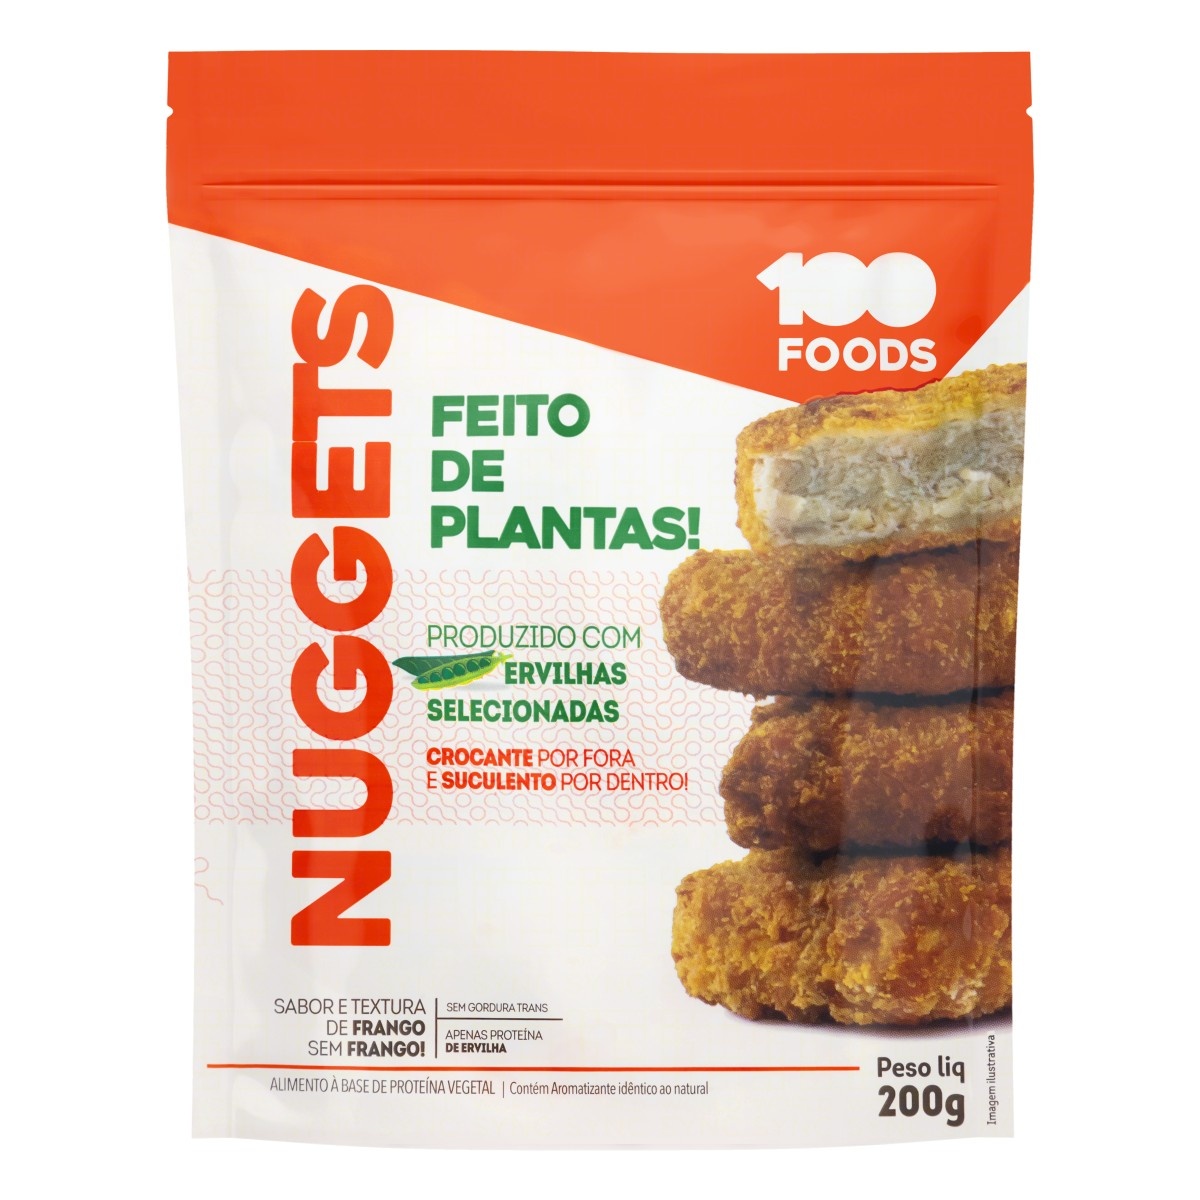 100
FOODS
NUGGETS
FEITO
DE
PLANTAS!
PRODUZIDO COM
ERVILHAS
SELECIONADAS
CROCANTE POR FORA
E SUCULENTO POR DENTRO!
SABOR E TEXTURA
DE FRANGO
SEM FRANGO!
SEM GORDURA TRANS
APENAS PROTEÍNA
DE ERVILHA
ALIMENTO À BASE DE PROTEÍNA VEGETAL | Contém Aromatizante idêntico ao natural
Peso liq
200g
Imagem ilustrativa